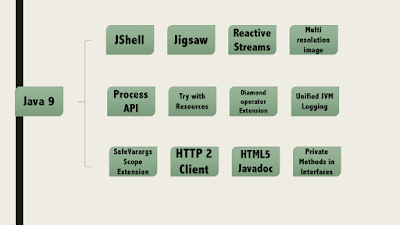 Java 9
JShell
Jigsaw
Reactive
Streams
Multi
resolution
image
Process
API
Try with
Resources
Diamond
operator
Extension
Unified JVM
Logging
SafeVarargs
Scope
Extension
HTTP 2
Client
HTML5
Javadoc
Private
Methods in
Interfaces